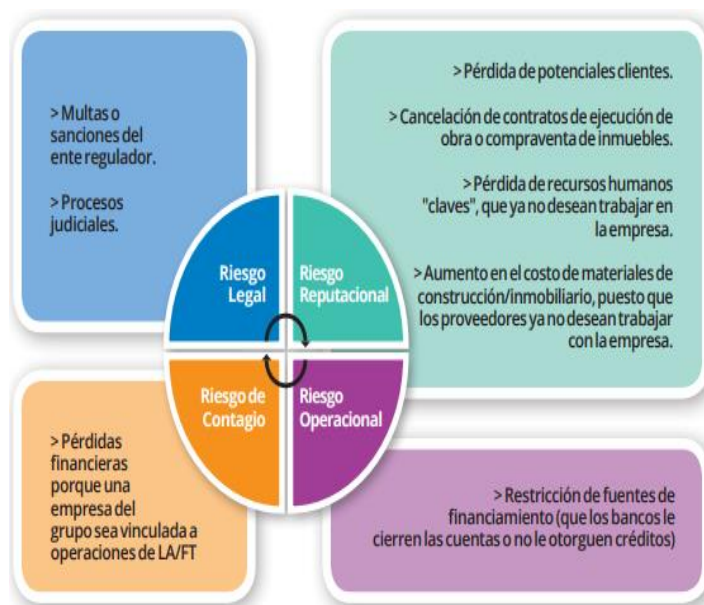 > Multas o
sanciones del
ente regulador.
> Procesos
judiciales.
> Pérdida de potenciales clientes.
> Cancelación de contratos de ejecución de
obra o compraventa de inmuebles.
> Pérdida de recursos humanos
"claves", que ya no desean trabajar en
la empresa.
> Aumento en el costo de materiales de
construcción/inmobiliario, puesto que
los proveedores ya no desean trabajar
con la empresa.
Riesgo
Legal
Riesgo
Reputacional
Riesgo de
Contagio
Riesgo
Operacional
> Pérdidas
financieras
porque una
empresa del
grupo sea vinculada a
operaciones de LA/FT
> Restricción de fuentes de
financiamiento (que los bancos le
cierren las cuentas o no le otorguen créditos)